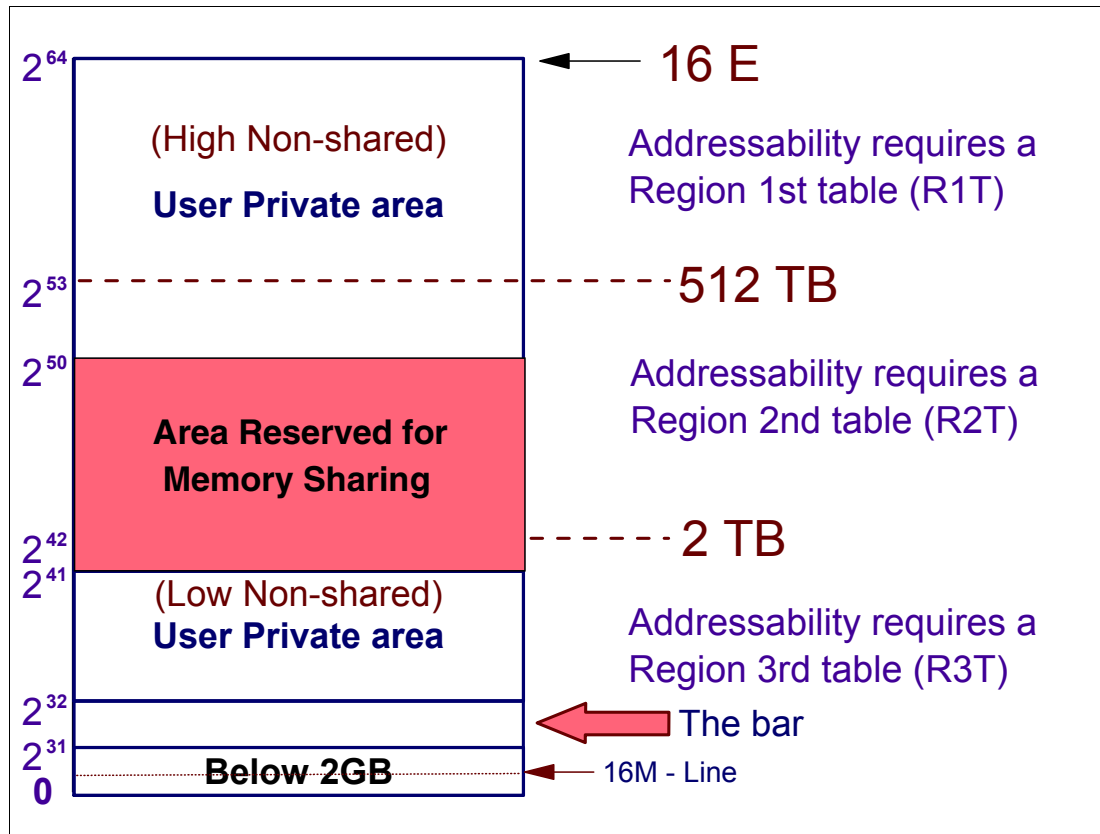 2^64
16 E
(High Non-shared)
User Private area
Addressability requires a
Region 1st table (R1T)
2^53
512 TB
2^50
Area Reserved for
Memory Sharing
Addressability requires a
Region 2nd table (R2T)
2^42
2 TB
2^41
(Low Non-shared)
User Private area
Addressability requires a
Region 3rd table (R3T)
2^32
The bar
2^31
Below 2GB
16M - Line
0